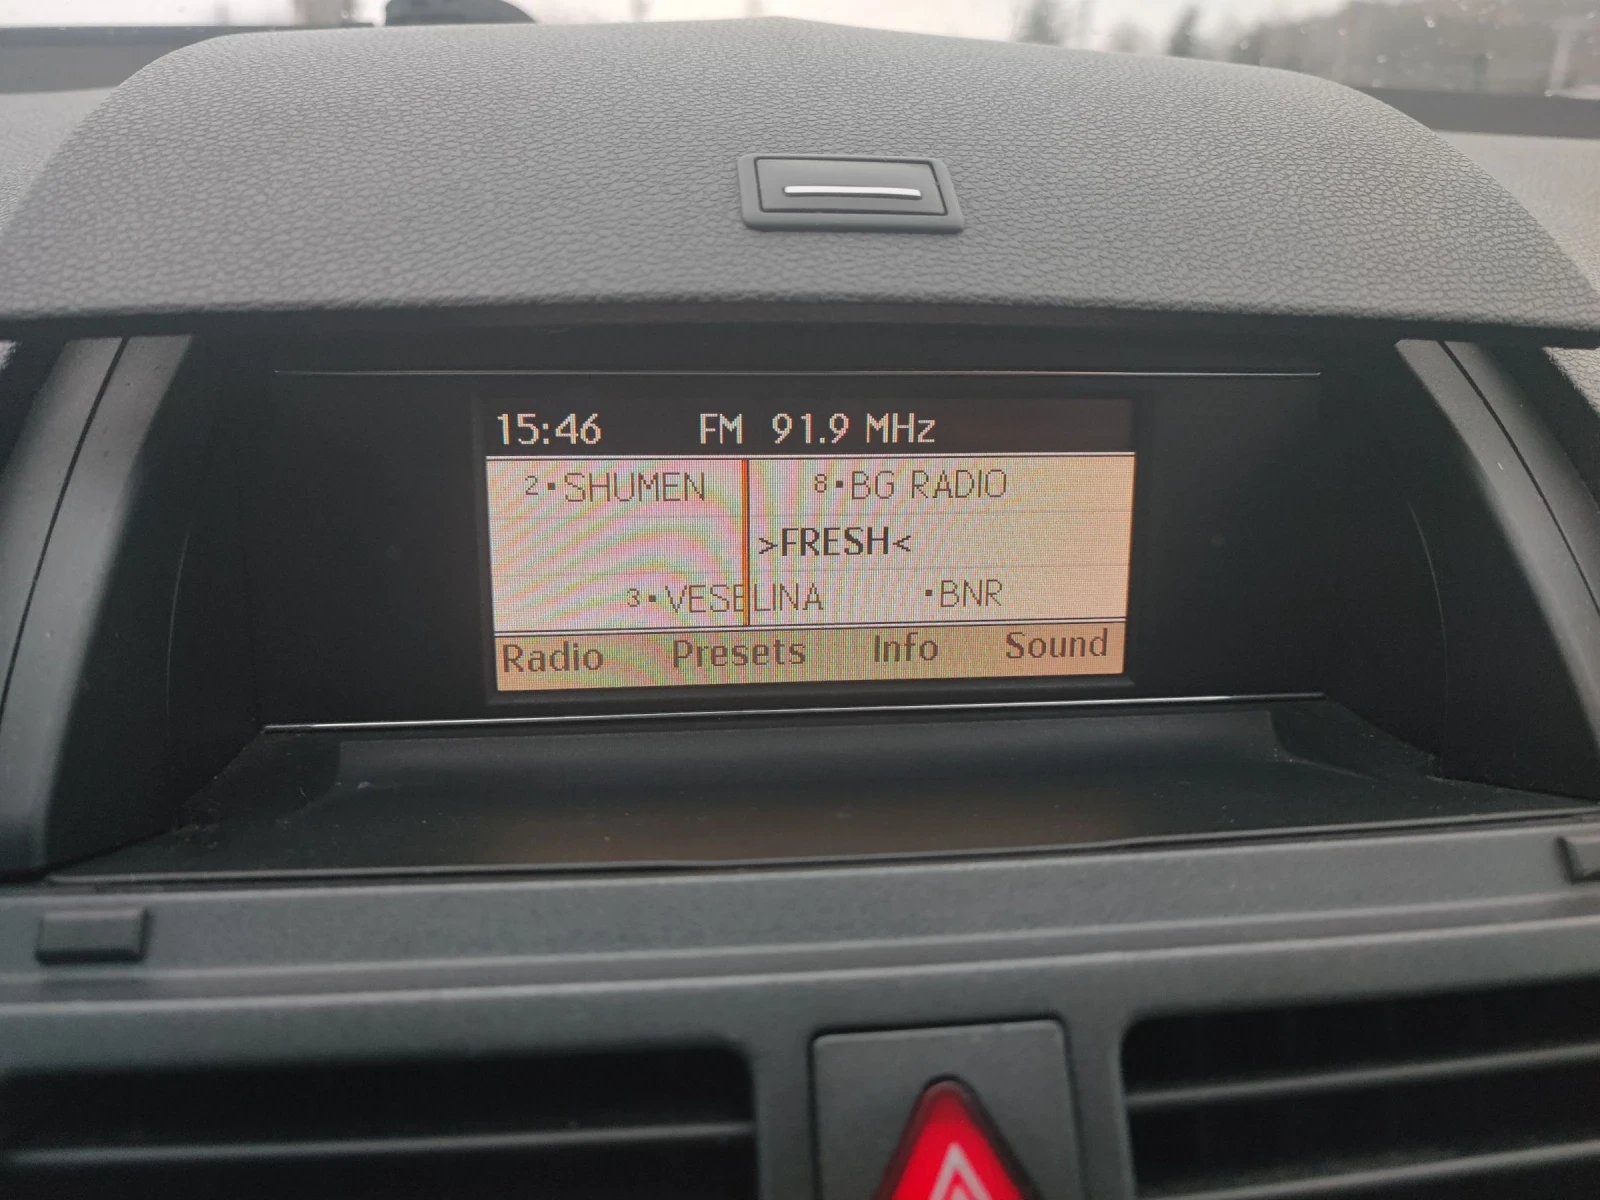 15:46 FM 91.9 MHz
2▪SHUMEN 8▪BG RADIO
>FRESH<
3▪VESELINA ▪BNR
Radio Presets Info Sound